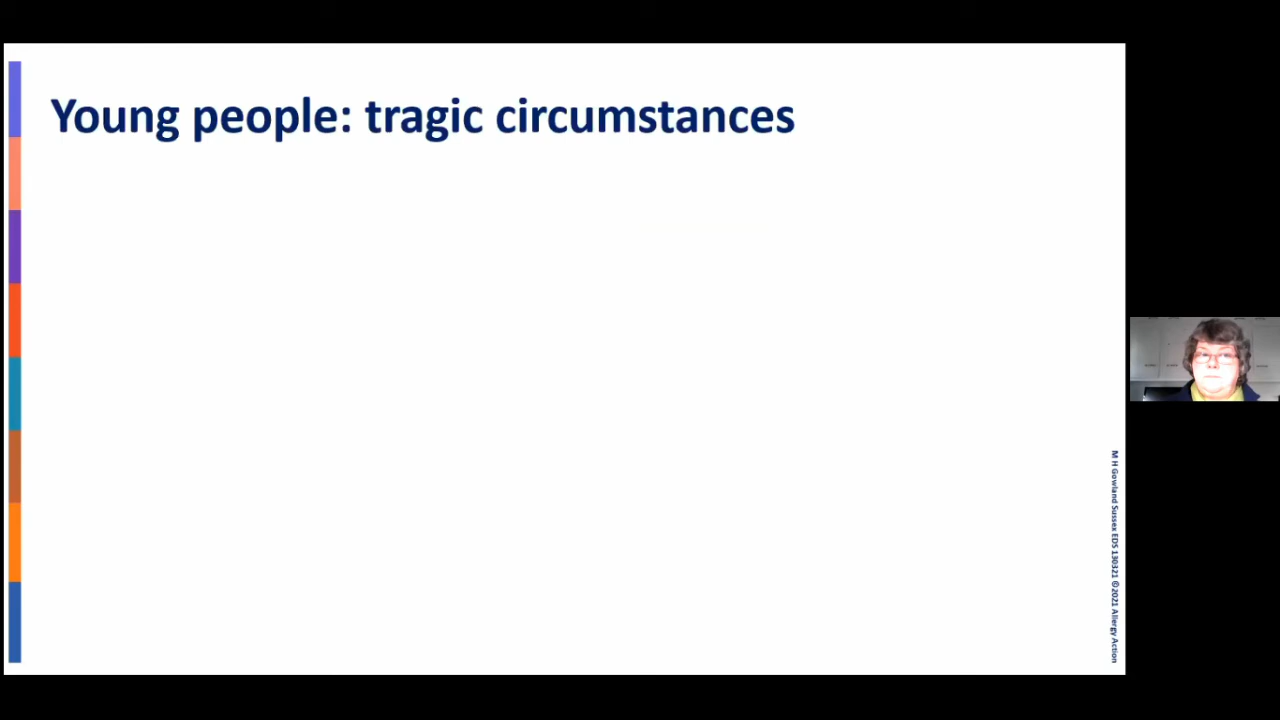 Young people: tragic circumstances
M H Gowland Sussex EDS 130321 ©2021 Allergy Action